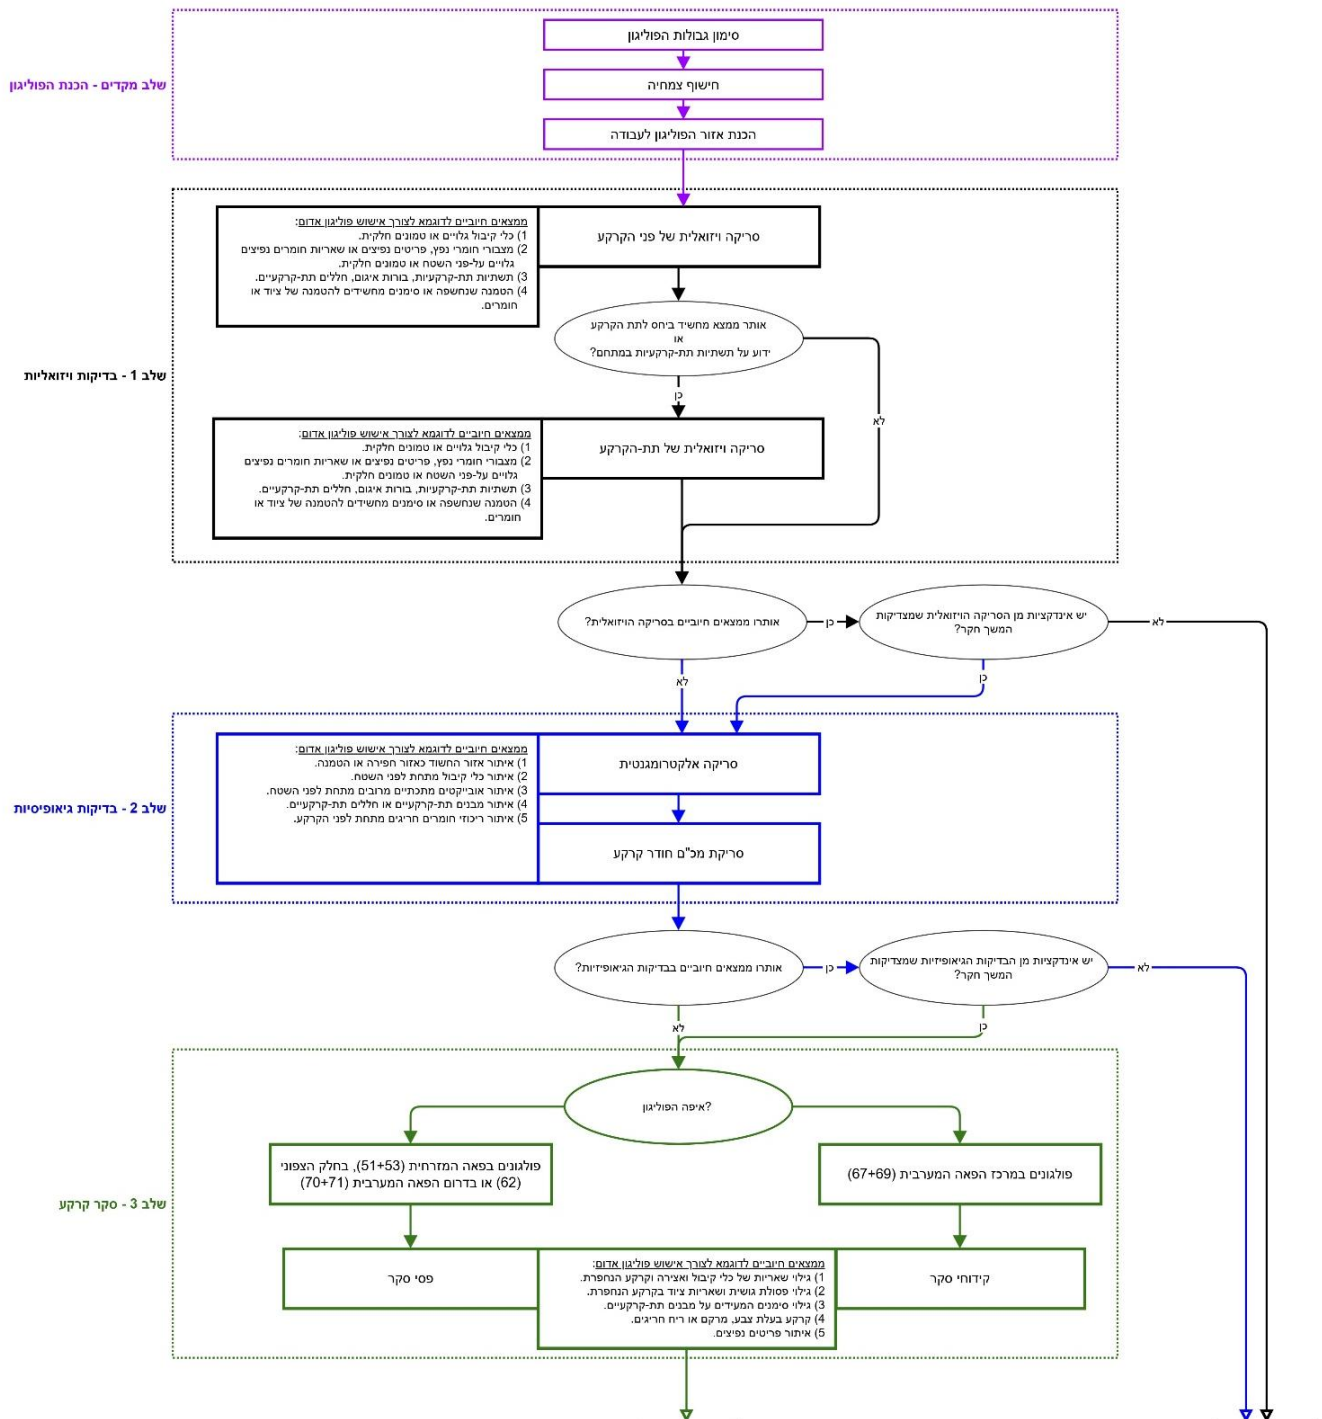 שלב מקדים - הכנת הפוליגון
סימון גבולות הפוליגון
חישוף צמחיה
הכנת אזור הפוליגון לעבודה
שלב 1 - בדיקות ויזואליות
סריקה ויזואלית של פני הקרקע
ממצאים חיוביים לדוגמא לצורך אישוש פוליגון אדום:
1) כלי קיבול גלויים או טמונים חלקית.
2) מצבורי חומרי נפץ, פריטים נפיצים או שאריות חומרים נפיצים
גלויים על-פני השטח או טמונים חלקית.
3) תשתיות תת-קרקעיות, בורות איגום, חללים תת-קרקעיים.
4) הטמנה שנחשפה או סימנים מחשידים להטמנה של ציוד או
חומרים.
אותר ממצא מחשיד ביחס לתת הקרקע
או
ידוע על תשתיות תת-קרקעיות במתחם?
כן
לא
סריקה ויזואלית של תת-הקרקע
ממצאים חיוביים לדוגמא לצורך אישוש פוליגון אדום:
1) כלי קיבול גלויים או טמונים חלקית.
2) מצבורי חומרי נפץ, פריטים נפיצים או שאריות חומרים נפיצים
גלויים על-פני השטח או טמונים חלקית.
3) תשתיות תת-קרקעיות, בורות איגום, חללים תת-קרקעיים.
4) הטמנה שנחשפה או סימנים מחשידים להטמנה של ציוד או
חומרים.
אותרו ממצאים חיוביים בסריקה הויזואלית?
כן
יש אינדקציות מן הסריקה הויזואלית שמצדיקות
המשך חקר?
לא
לא
כן
שלב 2 - בדיקות גיאופיסיות
סריקה אלקטרומגנטית
סריקת מכ"ם חודר קרקע
ממצאים חיוביים לדוגמא לצורך אישוש פוליגון אדום:
1) איתור אזור החשוד כאזור חפירה או הטמנה.
2) איתור כלי קיבול מתחת לפני השטח.
3) איתור אובייקטים מתכתיים מרובים מתחת לפני השטח.
4) איתור מבנים תת-קרקעיים או חללים תת-קרקעיים.
5) איתור ריכוזי חומרים חריגים מתחת לפני הקרקע.
אותרו ממצאים חיוביים בבדיקות הגיאופיזיות?
כן
יש אינדקציות מן הבדיקות הגיאופיזיות שמצדיקות
המשך חקר?
לא
לא
כן
שלב 3 - סקר קרקע
איפה הפוליגון?
פולגונים במרכז הפאה המערבית (67+69)
פולגונים בפאה המזרחית (51+53), בחלק הצפוני
(62) או בדרום הפאה המערבית (70+71)
קידוחי סקר
ממצאים חיוביים לדוגמא לצורך אישוש פוליגון אדום:
1) גילוי שאריות של כלי קיבול ואצירה וקרקע הנחפרת.
2) גילוי פסולת גושית ושאריות ציוד בקרקע הנחפרת.
3) גילוי סימנים המעידים על מבנים תת-קרקעיים.
4) קרקע בעלת צבע, מרקם או ריח חריגים.
5) איתור פריטים נפיצים.
פסי סקר